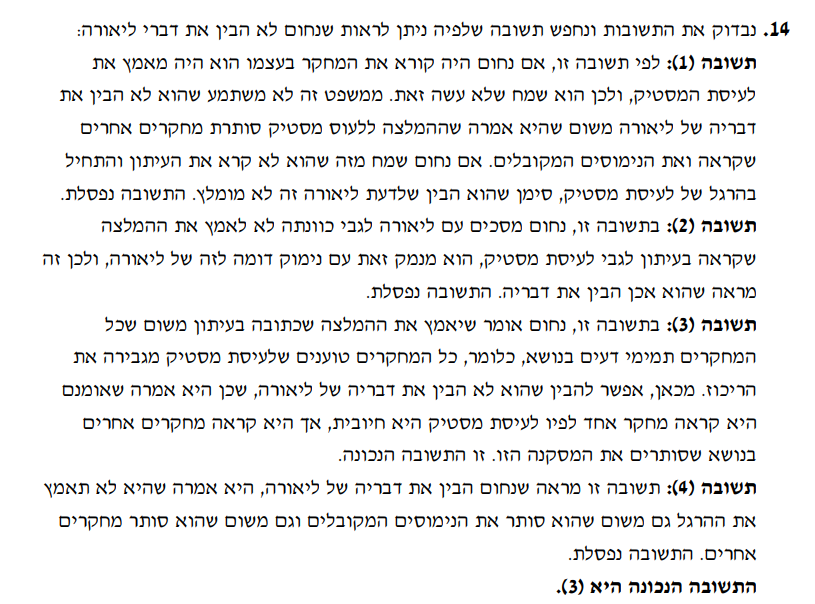 14. נבדוק את התשובות ונחפש תשובה שלפיה ניתן לראות שנחום לא הבין את דברי ליאורה:
תשובה (1): לפי תשובה זו, אם נחום היה קורא את המחקר בעצמו הוא היה מאמץ את
לעיסת המסטיק, ולכן הוא שמח שלא עשה זאת. ממשפט זה לא משתמע שהוא לא הבין את
דבריה של ליאורה משום שהיא אמרה שההמלצה ללעוס מסטיק סותרת מחקרים אחרים
שקראה ואת הנימוסים המקובלים. אם נחום שמח מזה שהוא לא קרא את העיתון והתחיל
בהרגל של לעיסת מסטיק, סימן שהוא הבין שלדעת ליאורה זה לא מומלץ. התשובה נפסלת.
תשובה (2): בתשובה זו, נחום מסכים עם ליאורה לגבי כוונתה לא לאמץ את ההמלצה
שקראה בעיתון לגבי לעיסת מסטיק, הוא מנמק זאת עם נימוק דומה לזה של ליאורה, ולכן זה
מראה שהוא אכן הבין את דבריה. התשובה נפסלת.
תשובה (3): בתשובה זו, נחום אומר שיאמץ את ההמלצה שכתובה בעיתון משום שכל
המחקרים תמימי דעים בנושא, כלומר, כל המחקרים טוענים שלעיסת מסטיק מגבירה את
הריכוז. מכאן, אפשר להבין שהוא לא הבין את דבריה של ליאורה, שכן היא אמרה שאומנם
היא קראה מחקר אחד לפיו לעיסת מסטיק היא חיובית, אך היא קראה מחקרים אחרים
בנושא שסותרים את המסקנה הזו. זו התשובה הנכונה.
תשובה (4): תשובה זו מראה שנחום הבין את דבריה של ליאורה, היא אמרה שהיא לא תאמץ
את ההרגל גם משום שהוא סותר את הנימוסים המקובלים וגם משום שהוא סותר מחקרים
אחרים. התשובה נפסלת.
התשובה הנכונה היא (3).